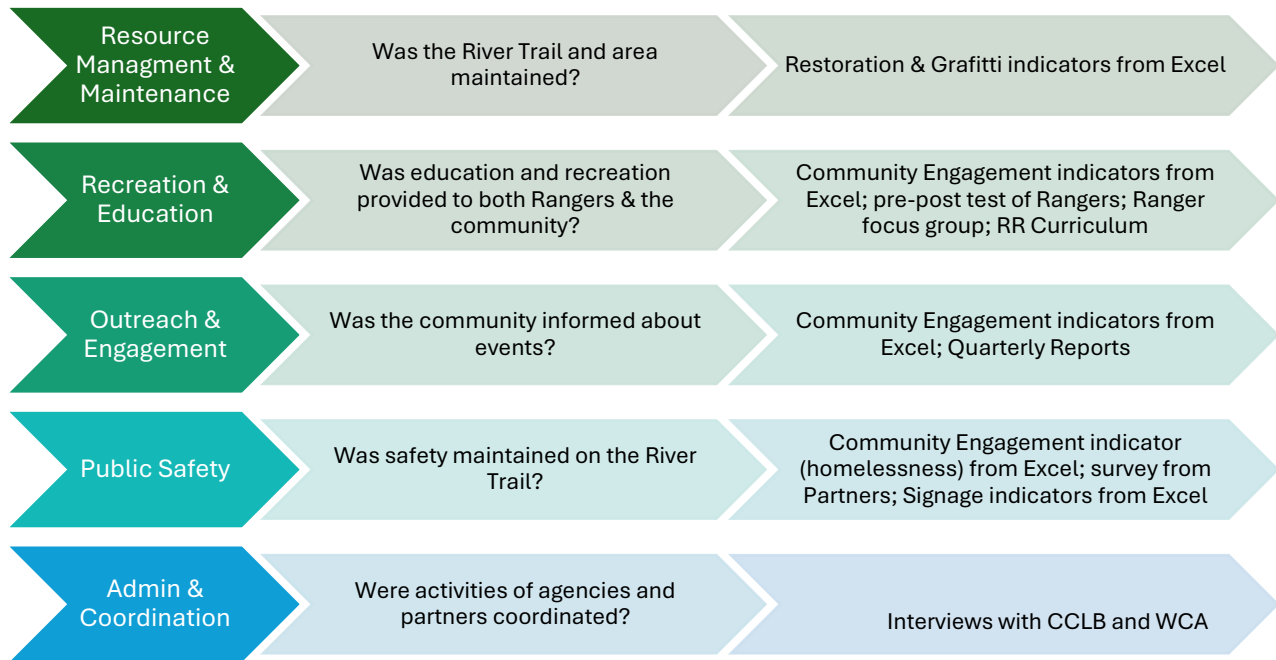 Resource
Managment &
Maintenance
Was the River Trail and area
maintained?
Restoration & Grafitti indicators from Excel
Recreation &
Education
Was education and recreation
provided to both Rangers & the
community?
Community Engagement indicators from
Excel; pre-post test of Rangers; Ranger
focus group; RR Curriculum
Outreach &
Engagement
Was the community informed about
events?
Community Engagement indicators from
Excel; Quarterly Reports
Public Safety
Was safety maintained on the River
Trail?
Community Engagement indicator
(homelessness) from Excel; survey from
Partners; Signage indicators from Excel
Admin &
Coordination
Were activities of agencies and
partners coordinated?
Interviews with CCLB and WCA